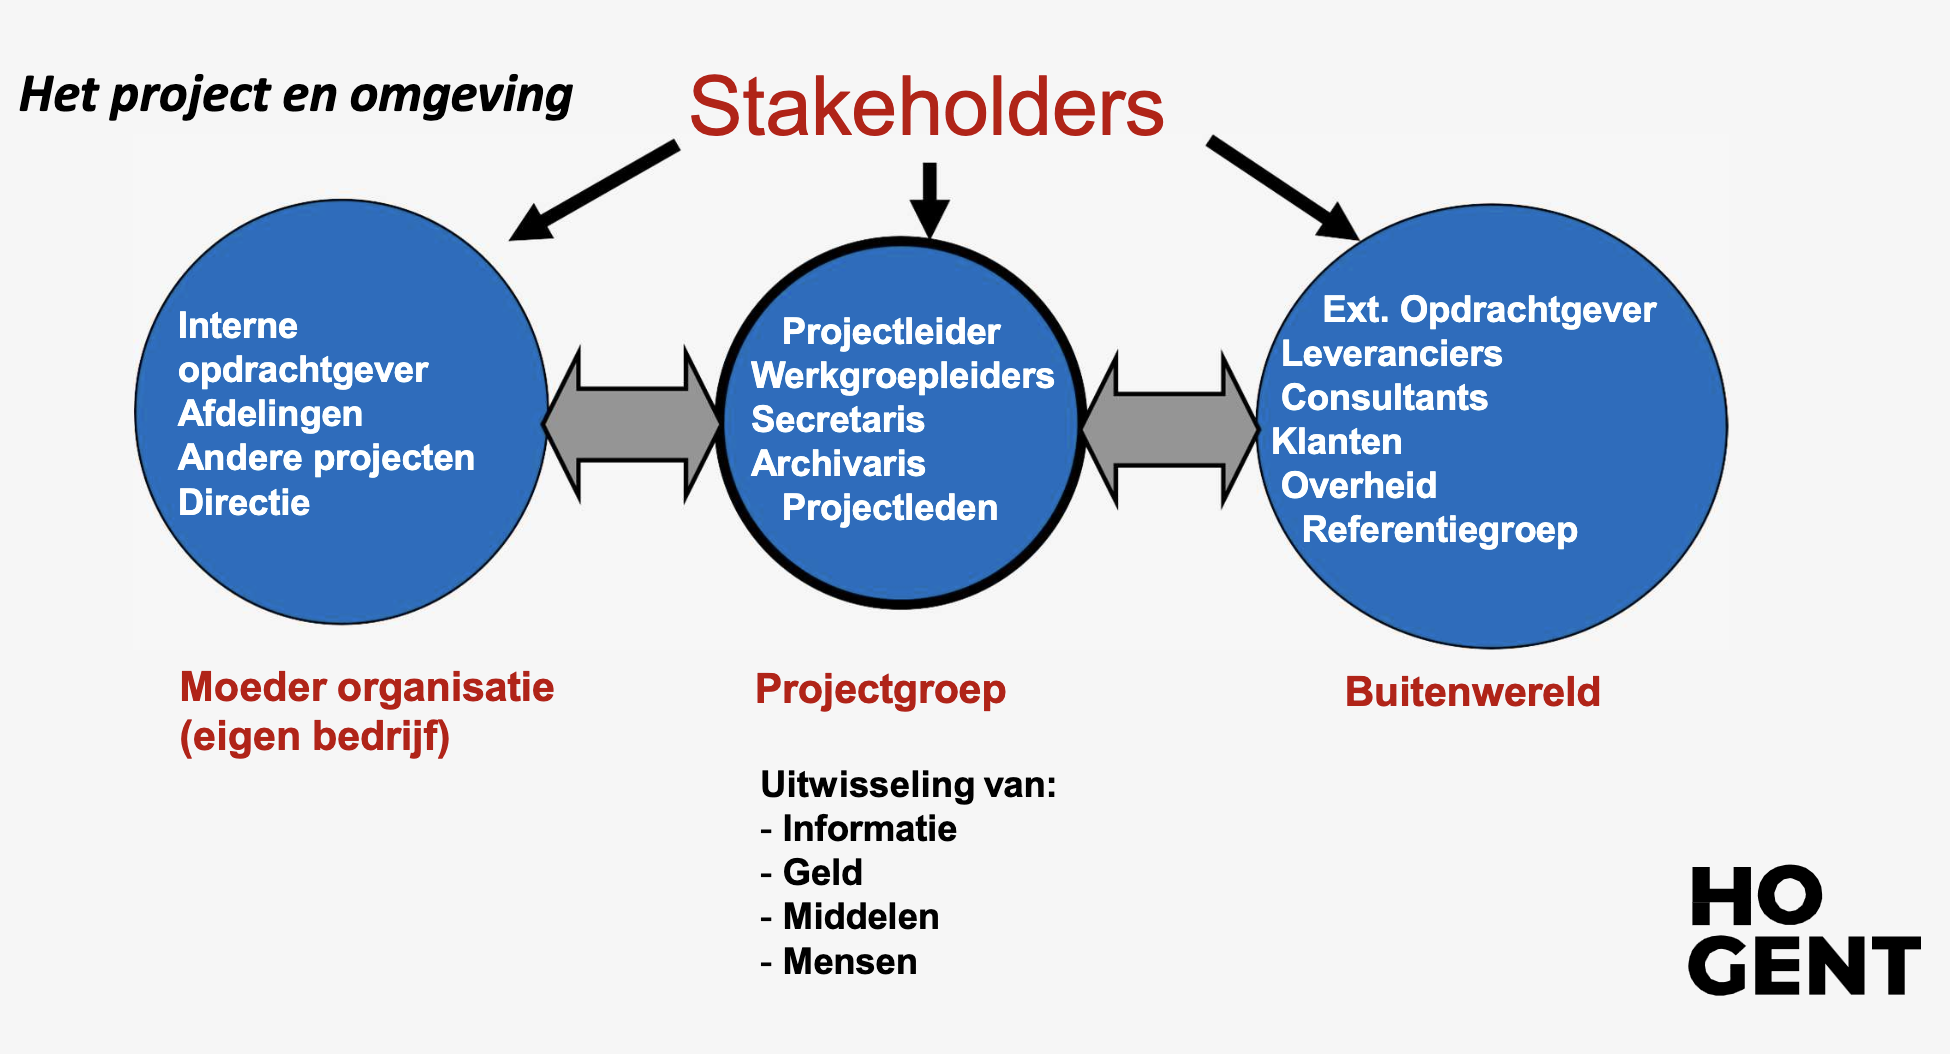 Het project en omgeving
Stakeholders
Interne
opdrachtgever
Afdelingen
Andere projecten
Directie
Projectleider
Werkgroepleiders
Secretaris
Archivaris
Projectleden
Ext. Opdrachtgever
Leveranciers
Consultants
Klanten
Overheid
Referentiegroep
Moeder organisatie
(eigen bedrijf)
Projectgroep
Buitenwereld
Uitwisseling van:
- Informatie
- Geld
- Middelen
- Mensen
HO
GENT